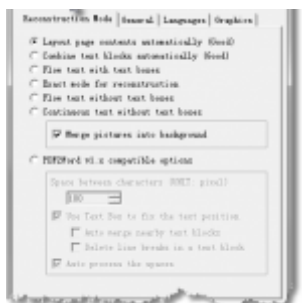 Reconstruction Mode | General | Languages | Graphics
Layout page contents automatically (Good)
Combine text blocks automatically (Good)
Flow text with text boxes
Exact mode for reconstruction
Flow text without text boxes
Continuous text without text boxes
Merge pictures into background
PDF2Word v1.x compatible options
Space between characters (UNIT: pixel)
100
Use Text Box to fix the text position
Auto merge nearby text blocks
Delete line breaks in a text block
Auto process the spaces